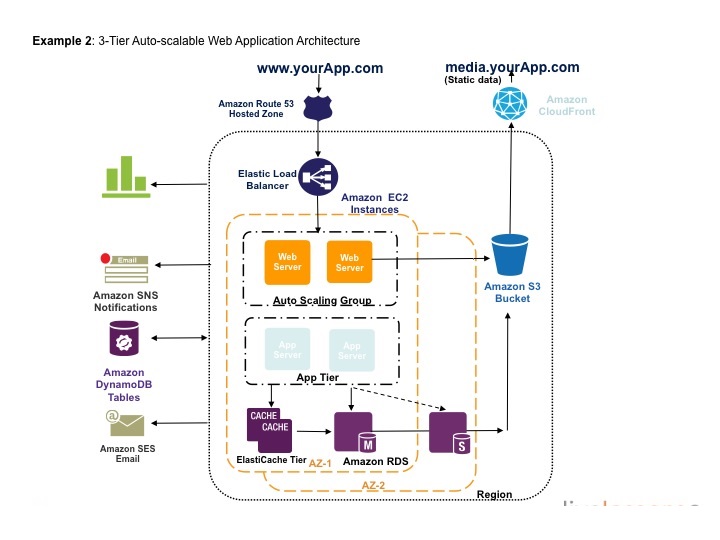 Example 2: 3-Tier Auto-scalable Web Application Architecture
www.yourApp.com
media.yourApp.com
(Static data)
Amazon Route 53
Hosted Zone
Amazon
CloudFront
Elastic Load
Balancer
Amazon EC2
Instances
Web
Server
Web
Server
Auto Scaling Group
Email
Amazon SNS
Notifications
Amazon S3
Bucket
App
Server
App
Server
App Tier
Amazon
DynamoDB
Tables
@
Amazon SES
Email
CACHE
CACHE
M
S
ElastiCache Tier
AZ-1
Amazon RDS
AZ-2
Region